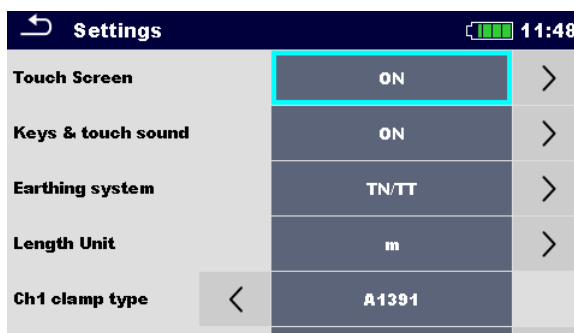 Settings 11:48
Touch Screen ON
Keys & touch sound ON
Earthing system TN/TT
Length Unit m
Ch1 clamp type A1391